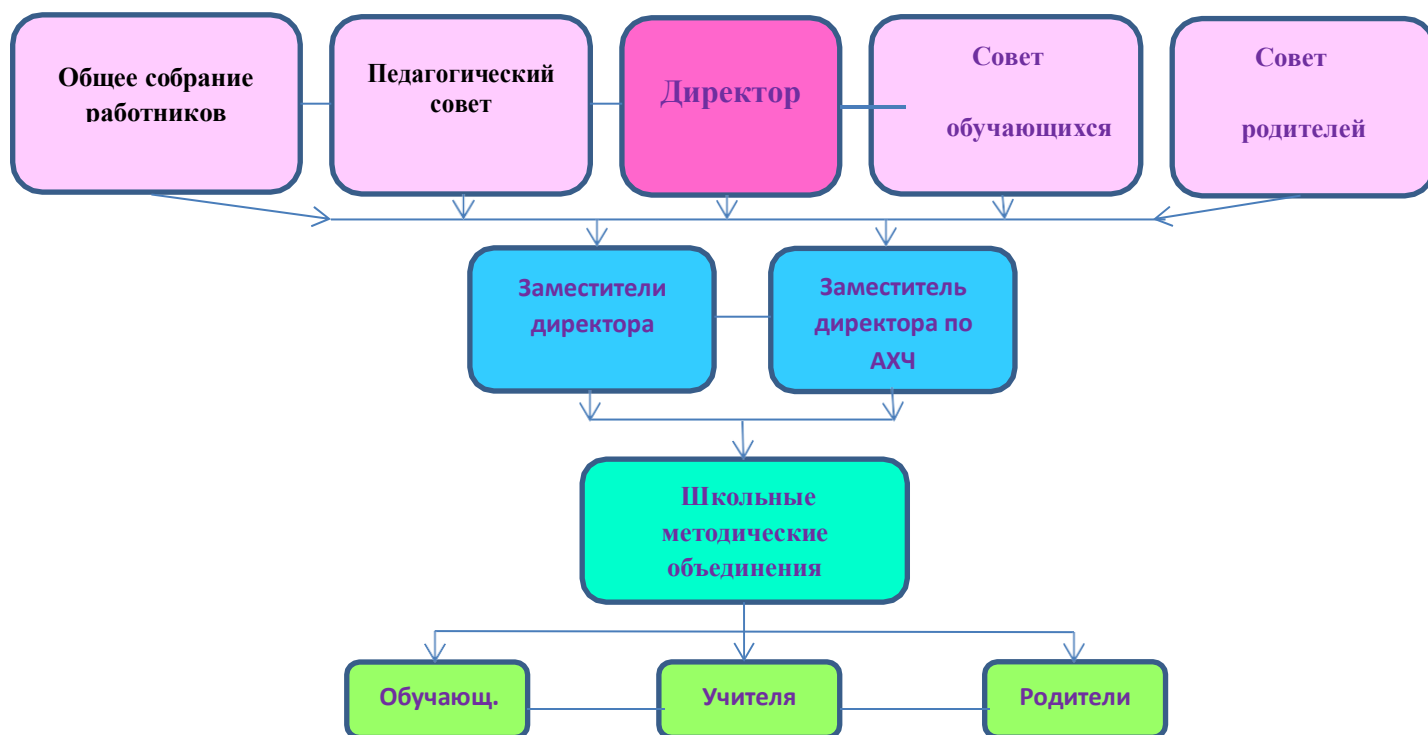 Общее собрание
работников
Педагогический
совет
Директор
Совет
обучающихся
Совет
родителей
Заместители
директора
Заместитель
директора по
АХЧ
Школьные
методические
объединения
Обучающ.
Учителя
Родители